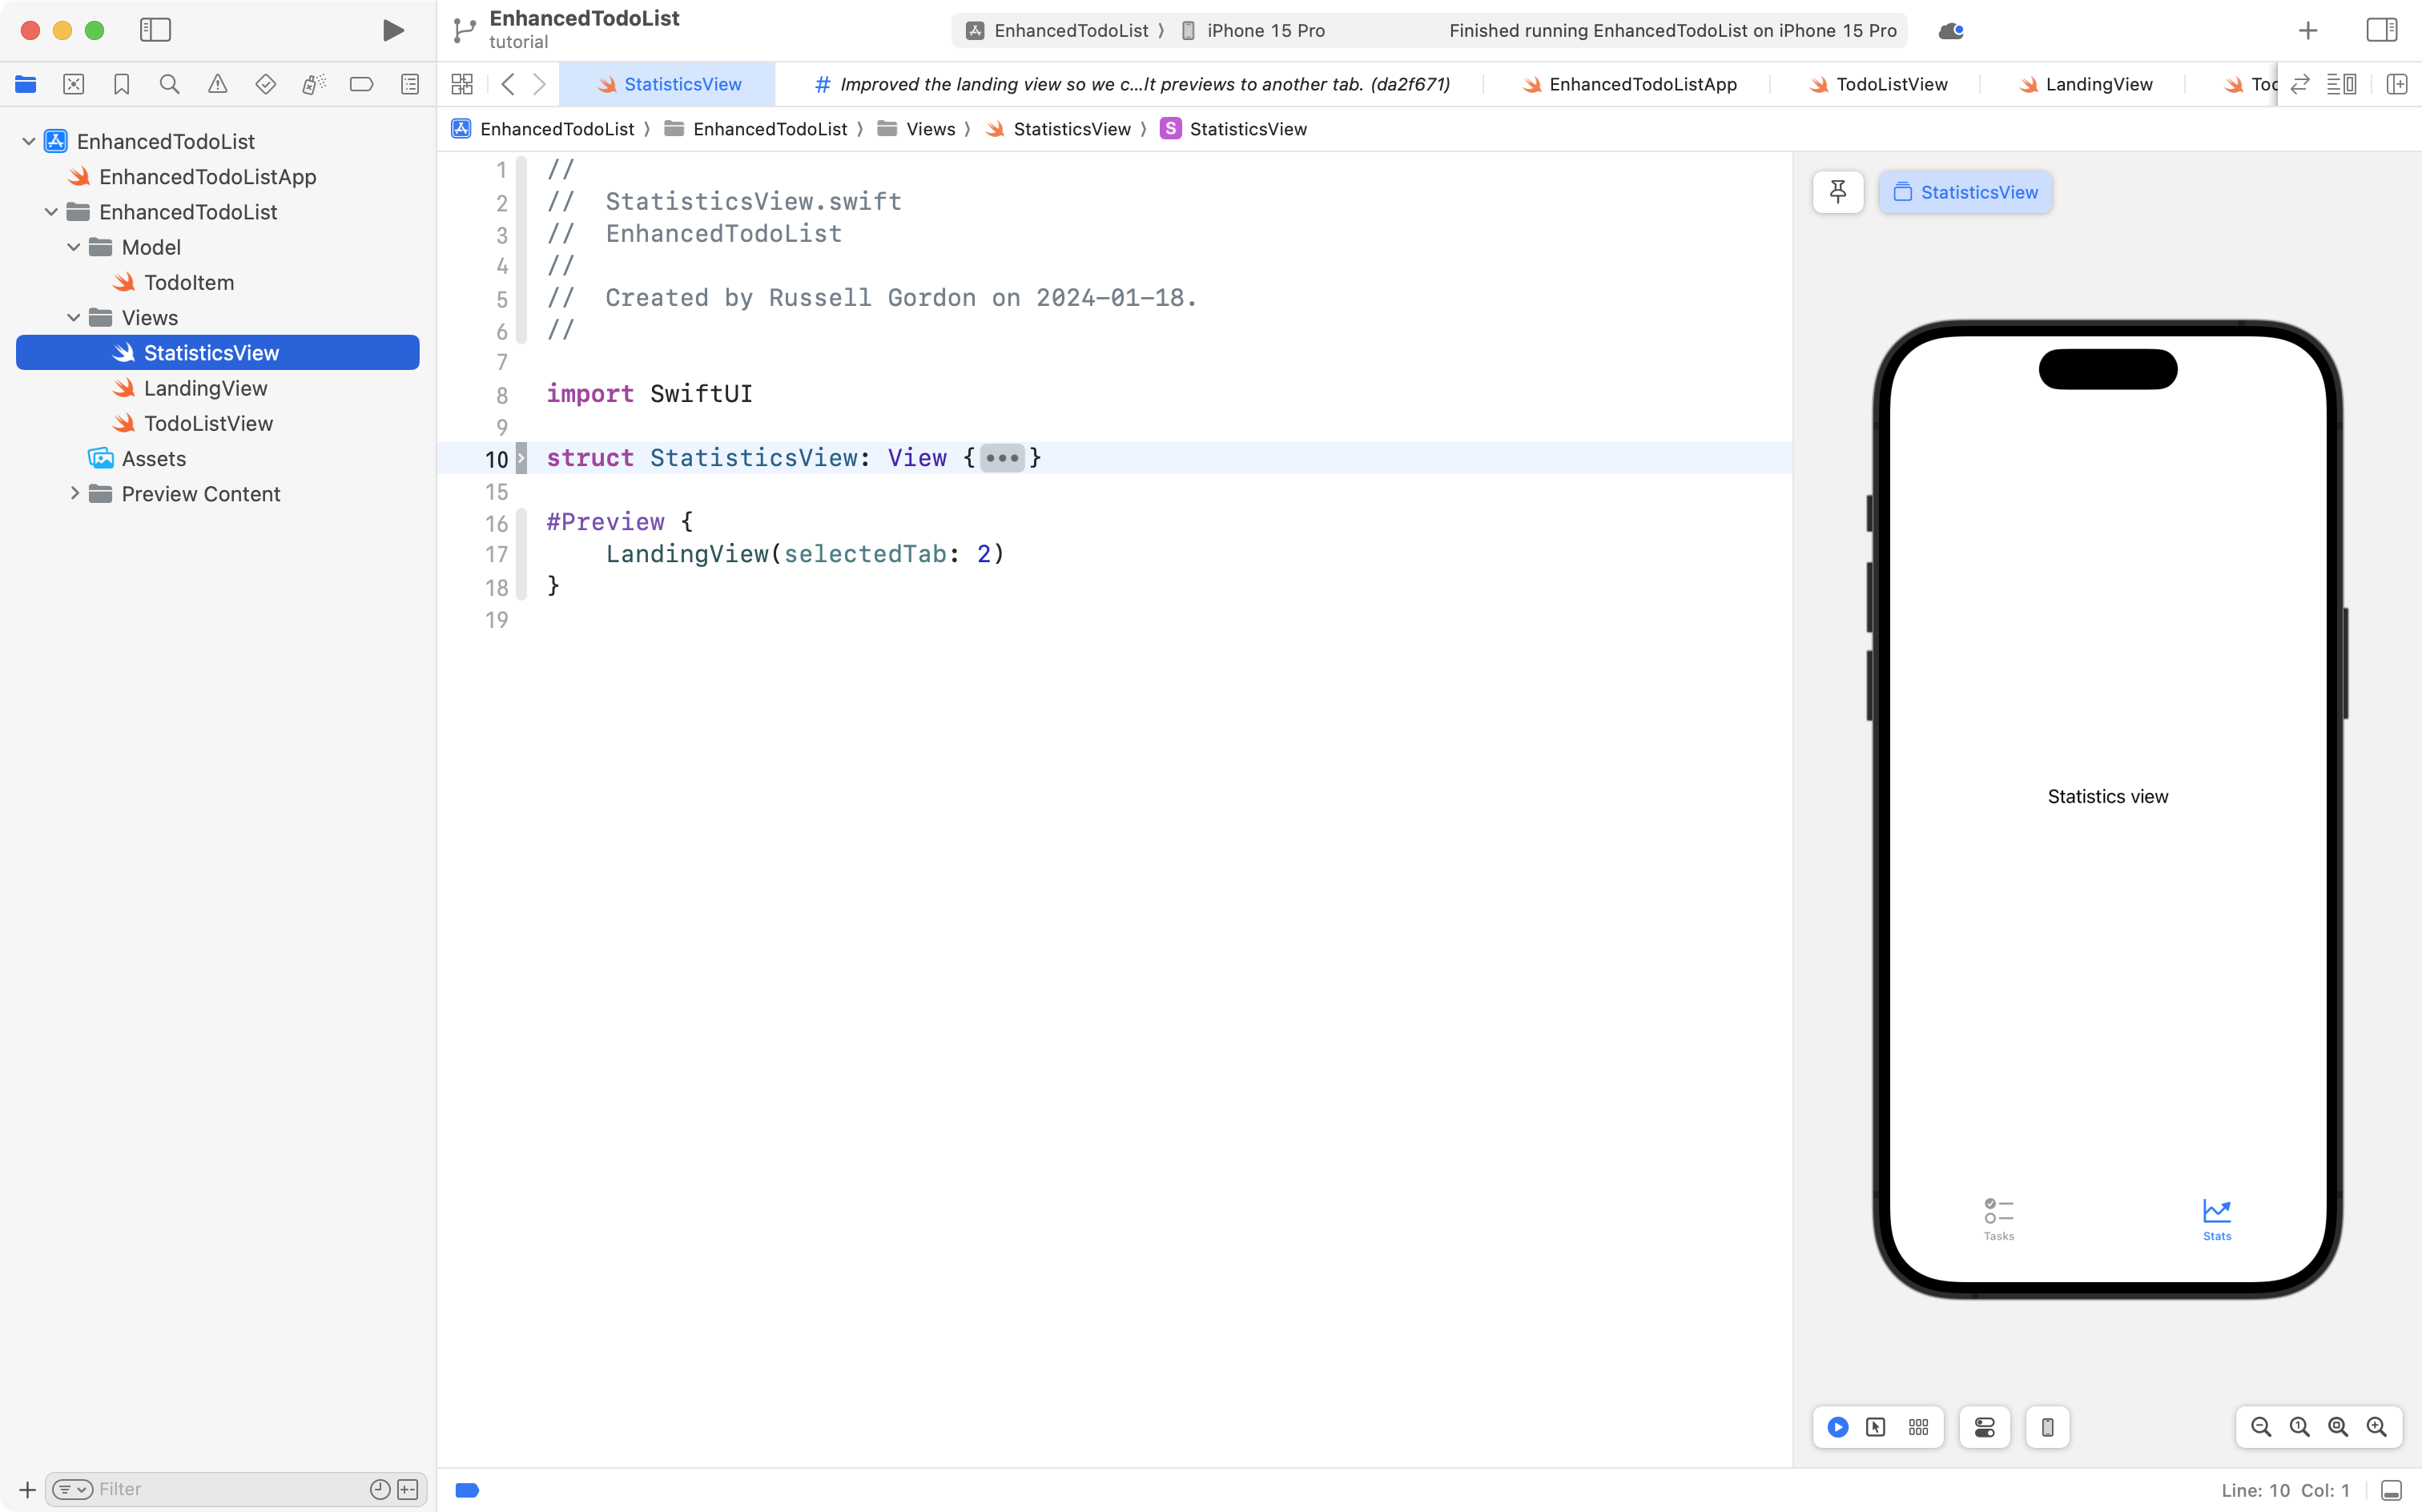 EnhancedTodoList
tutorial
EnhancedTodoList
iPhone 15 Pro
Finished running EnhancedTodoList on iPhone 15 Pro
StatisticsView
# Improved the landing view so we c...lt previews to another tab. (da2f671)
EnhancedTodoListApp
TodoListView
LandingView
Toc
EnhancedTodoList
EnhancedTodoList
Views
StatisticsView
S
StatisticsView
EnhancedTodoList
EnhancedTodoListApp
EnhancedTodoList
Model
TodoItem
Views
StatisticsView
LandingView
TodoListView
Assets
Preview Content
1 //
2 //  StatisticsView.swift
3 //  EnhancedTodoList
4 //
5 //  Created by Russell Gordon on 2024-01-18.
6 //
7
8 import SwiftUI
9
10 struct StatisticsView: View {•••}
15
16 #Preview {
17     LandingView(selectedTab: 2)
18 }
19
StatisticsView
Statistics view
Tasks
Stats
Filter
Line: 10 Col: 1